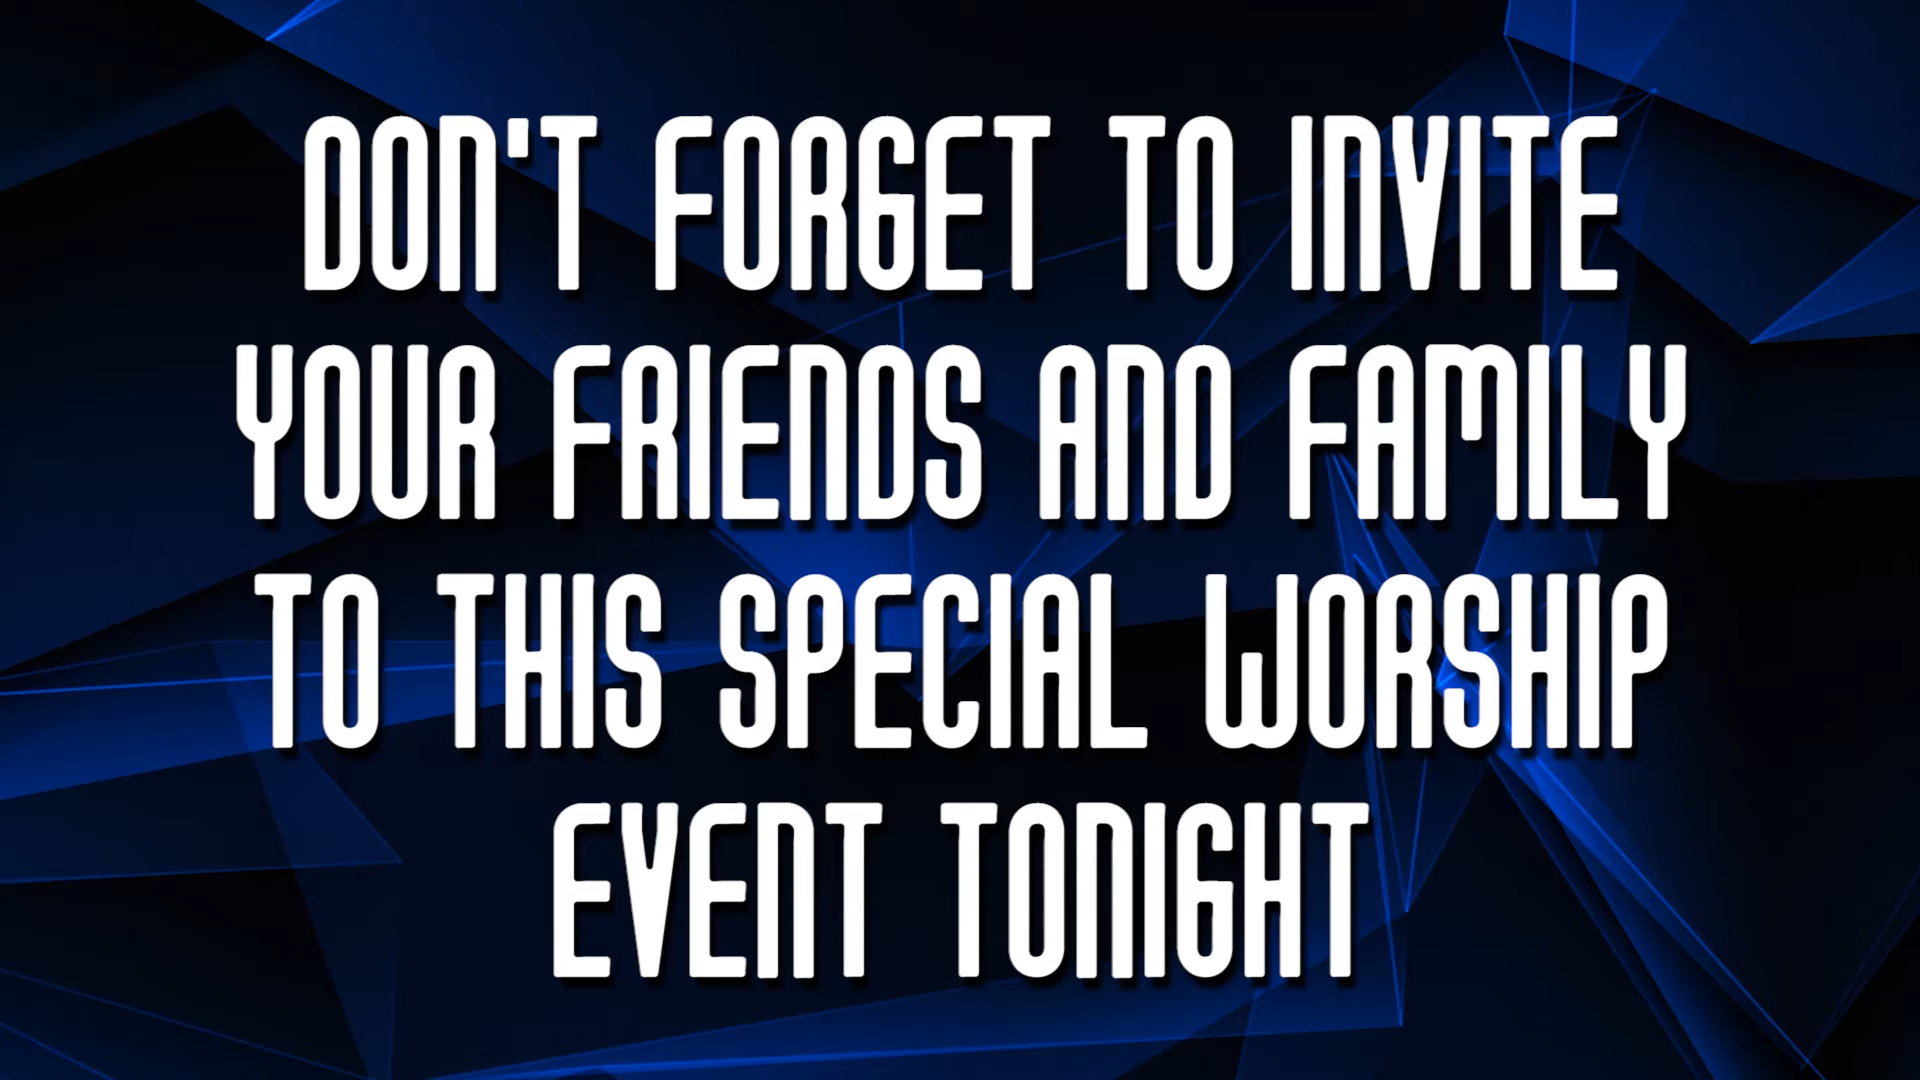 DON'T FORGET TO INVITE
YOUR FRIENDS AND FAMILY
TO THIS SPECIAL WORSHIP
EVENT TONIGHT